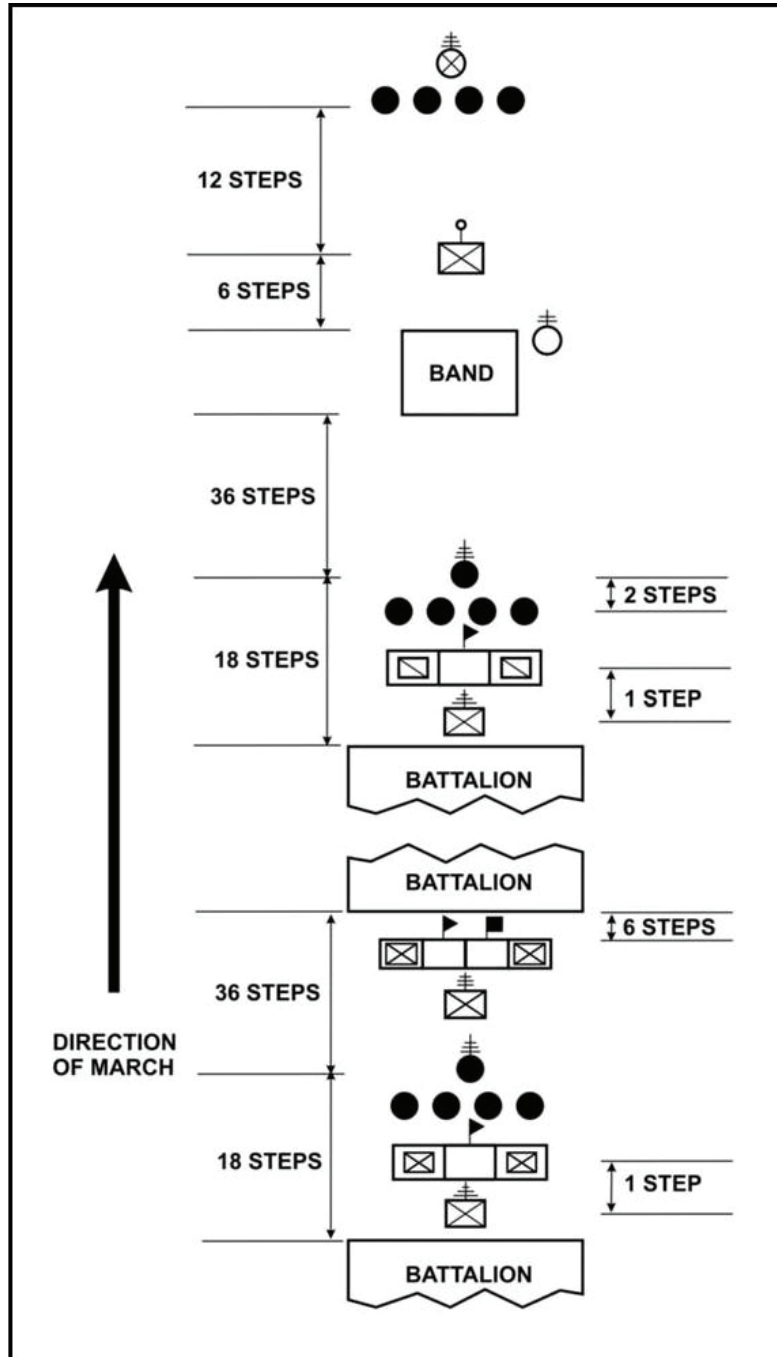 12 STEPS
6 STEPS
BAND
36 STEPS
2 STEPS
18 STEPS
1 STEP
BATTALION
BATTALION
6 STEPS
36 STEPS
DIRECTION
OF MARCH
18 STEPS
1 STEP
BATTALION